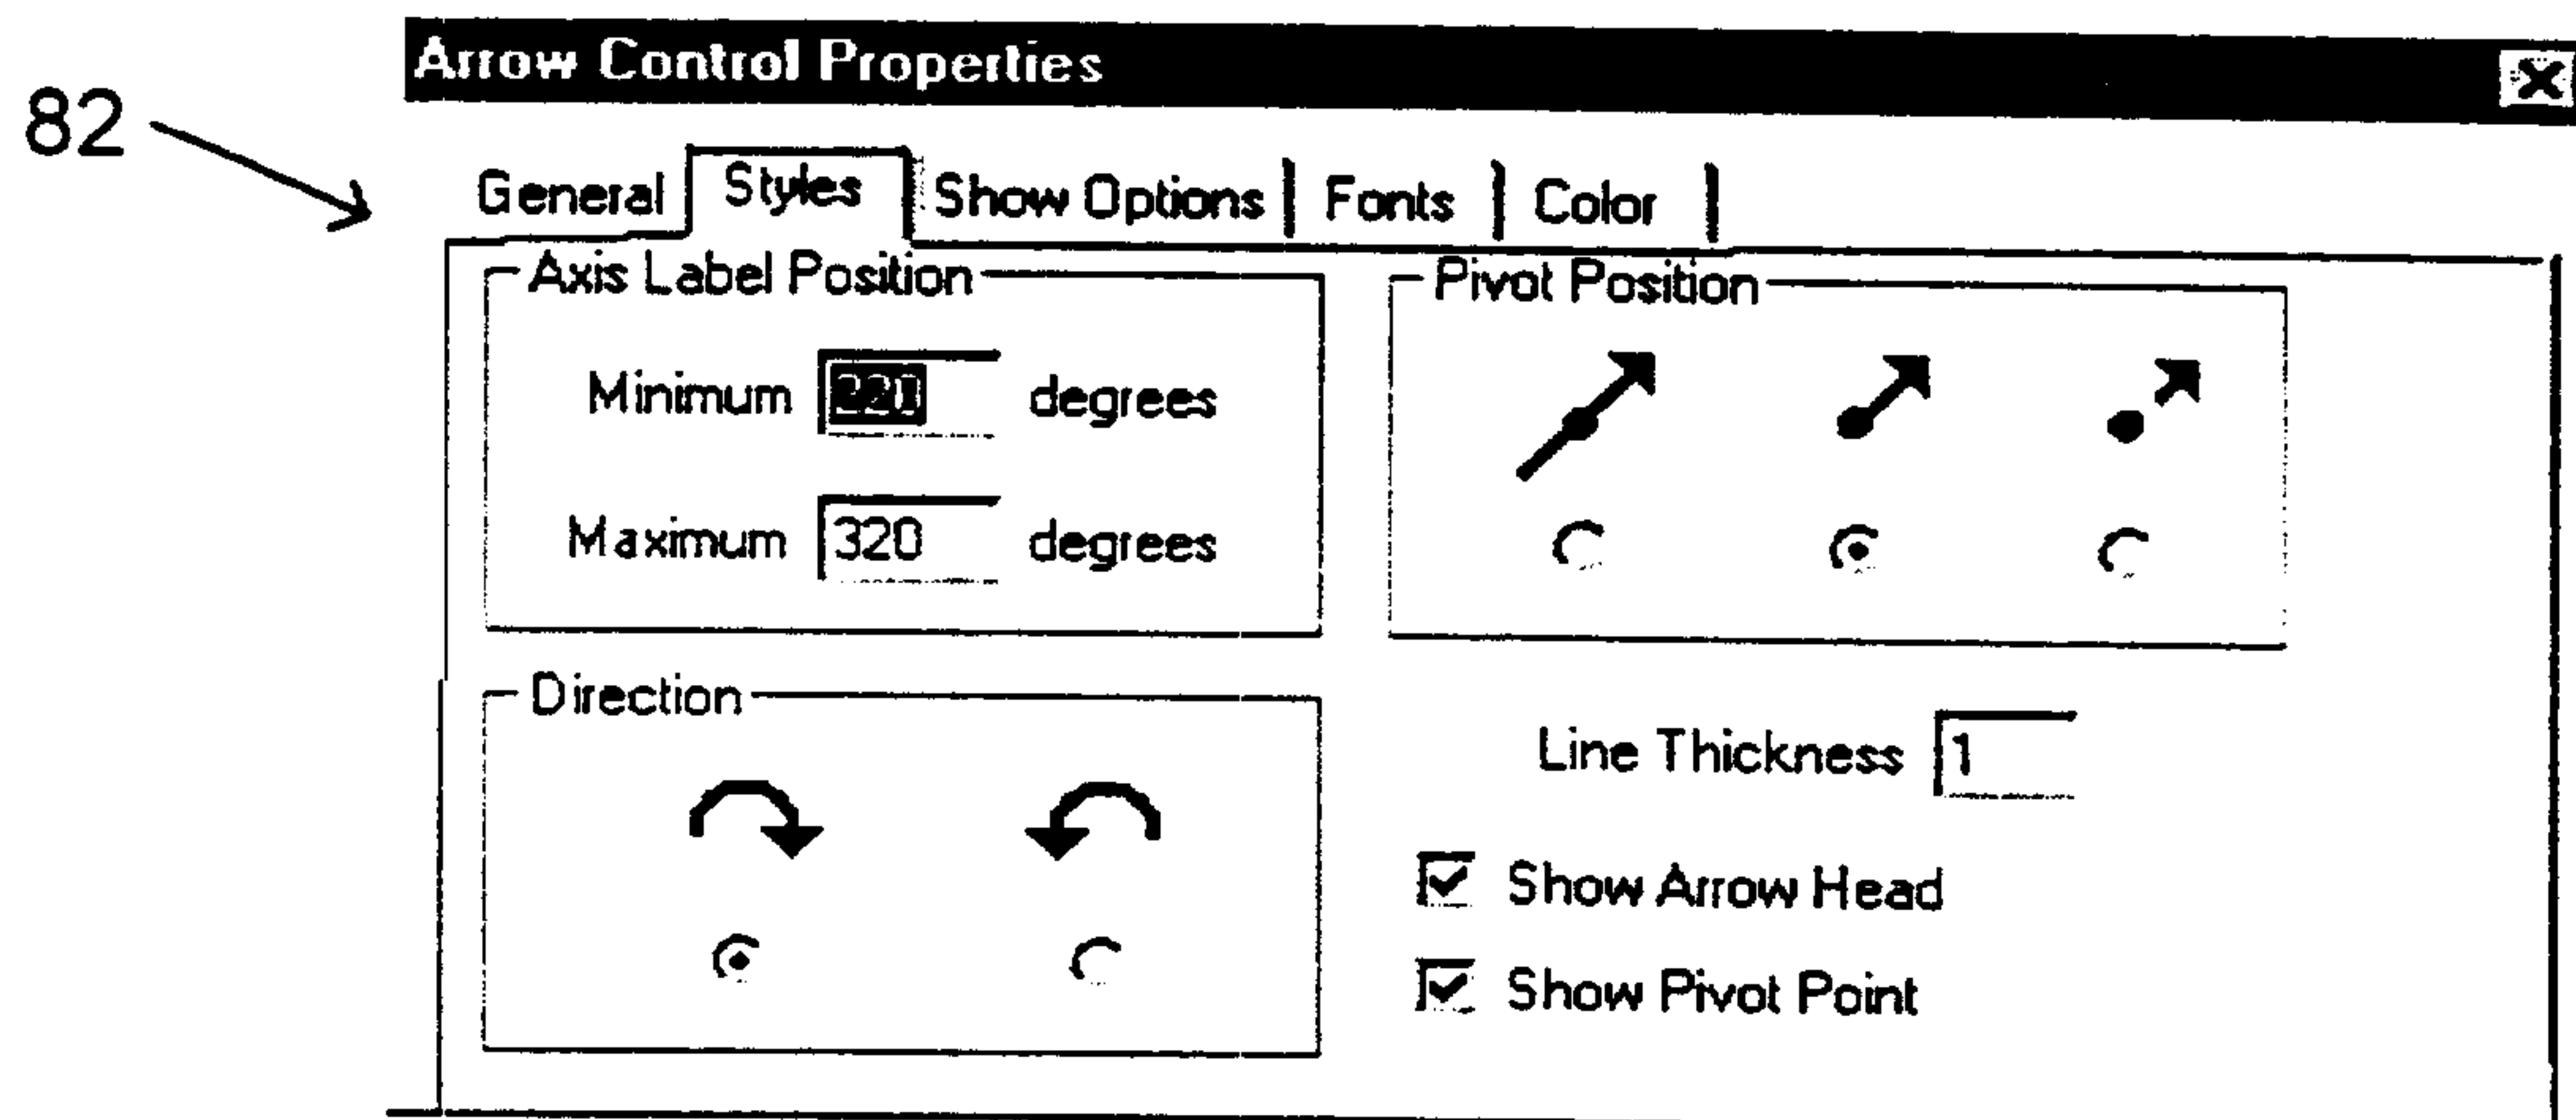 Arrow Control Properties
82
General Styles Show Options Fonts Color
Axis Label Position
Minimum degrees
Maximum 320 degrees
Pivot Position
Direction
Line Thickness 1
Show Arrow Head
Show Pivot Point